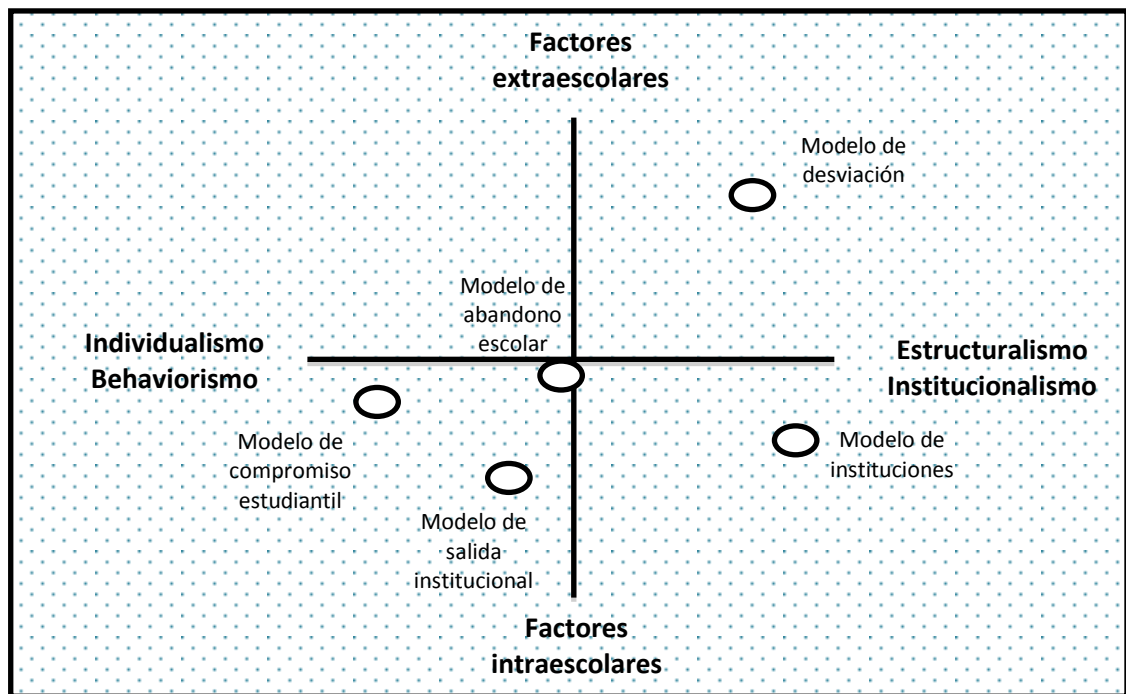 Factores
extraescolares
Modelo de
desviación
Modelo de
abandono
escolar
Individualismo
Behaviorismo
Estructuralismo
Institucionalismo
Modelo de
compromiso
estudiantil
Modelo de
instituciones
Modelo de
salida
institucional
Factores
intraescolares